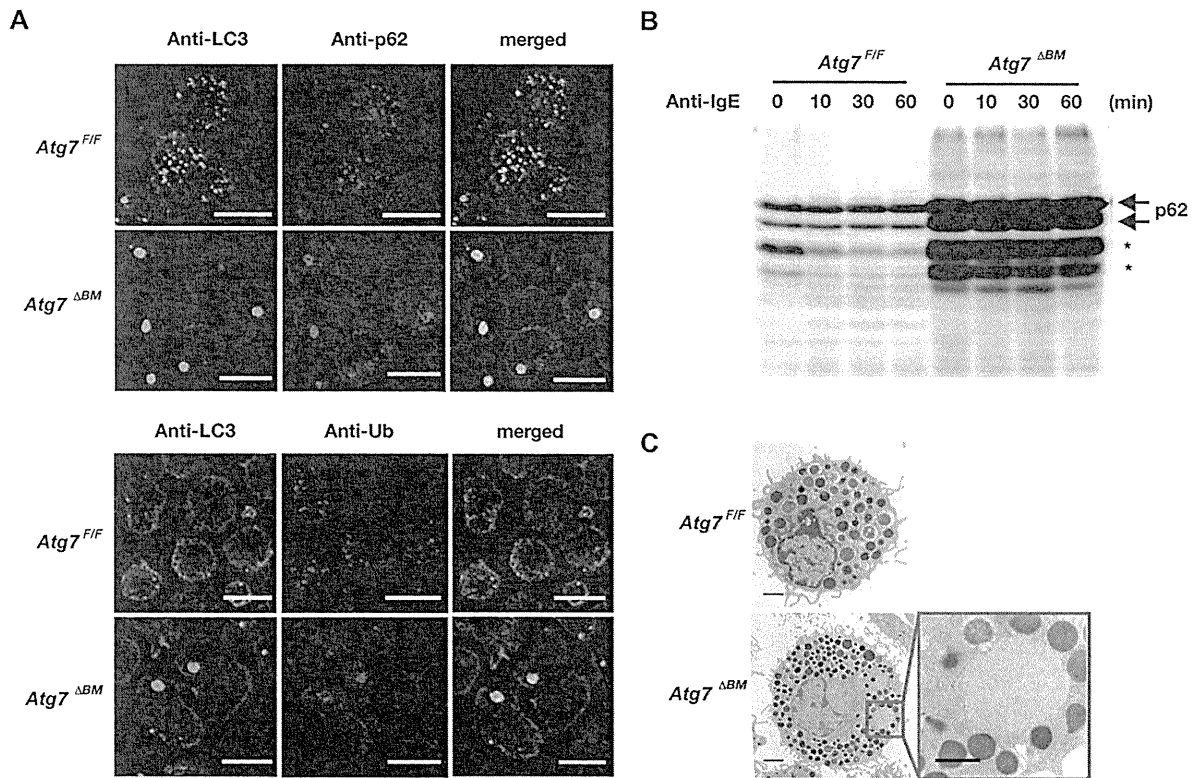 A
Anti-LC3 Anti-p62 merged
Atg7 F/F
Atg7 ΔBM
Anti-LC3 Anti-Ub merged
Atg7 F/F
Atg7 ΔBM
B
Atg7 F/F Atg7 ΔBM
Anti-IgE 0 10 30 60 0 10 30 60 (min)
p62
*
*
C
Atg7 F/F
Atg7 ΔBM